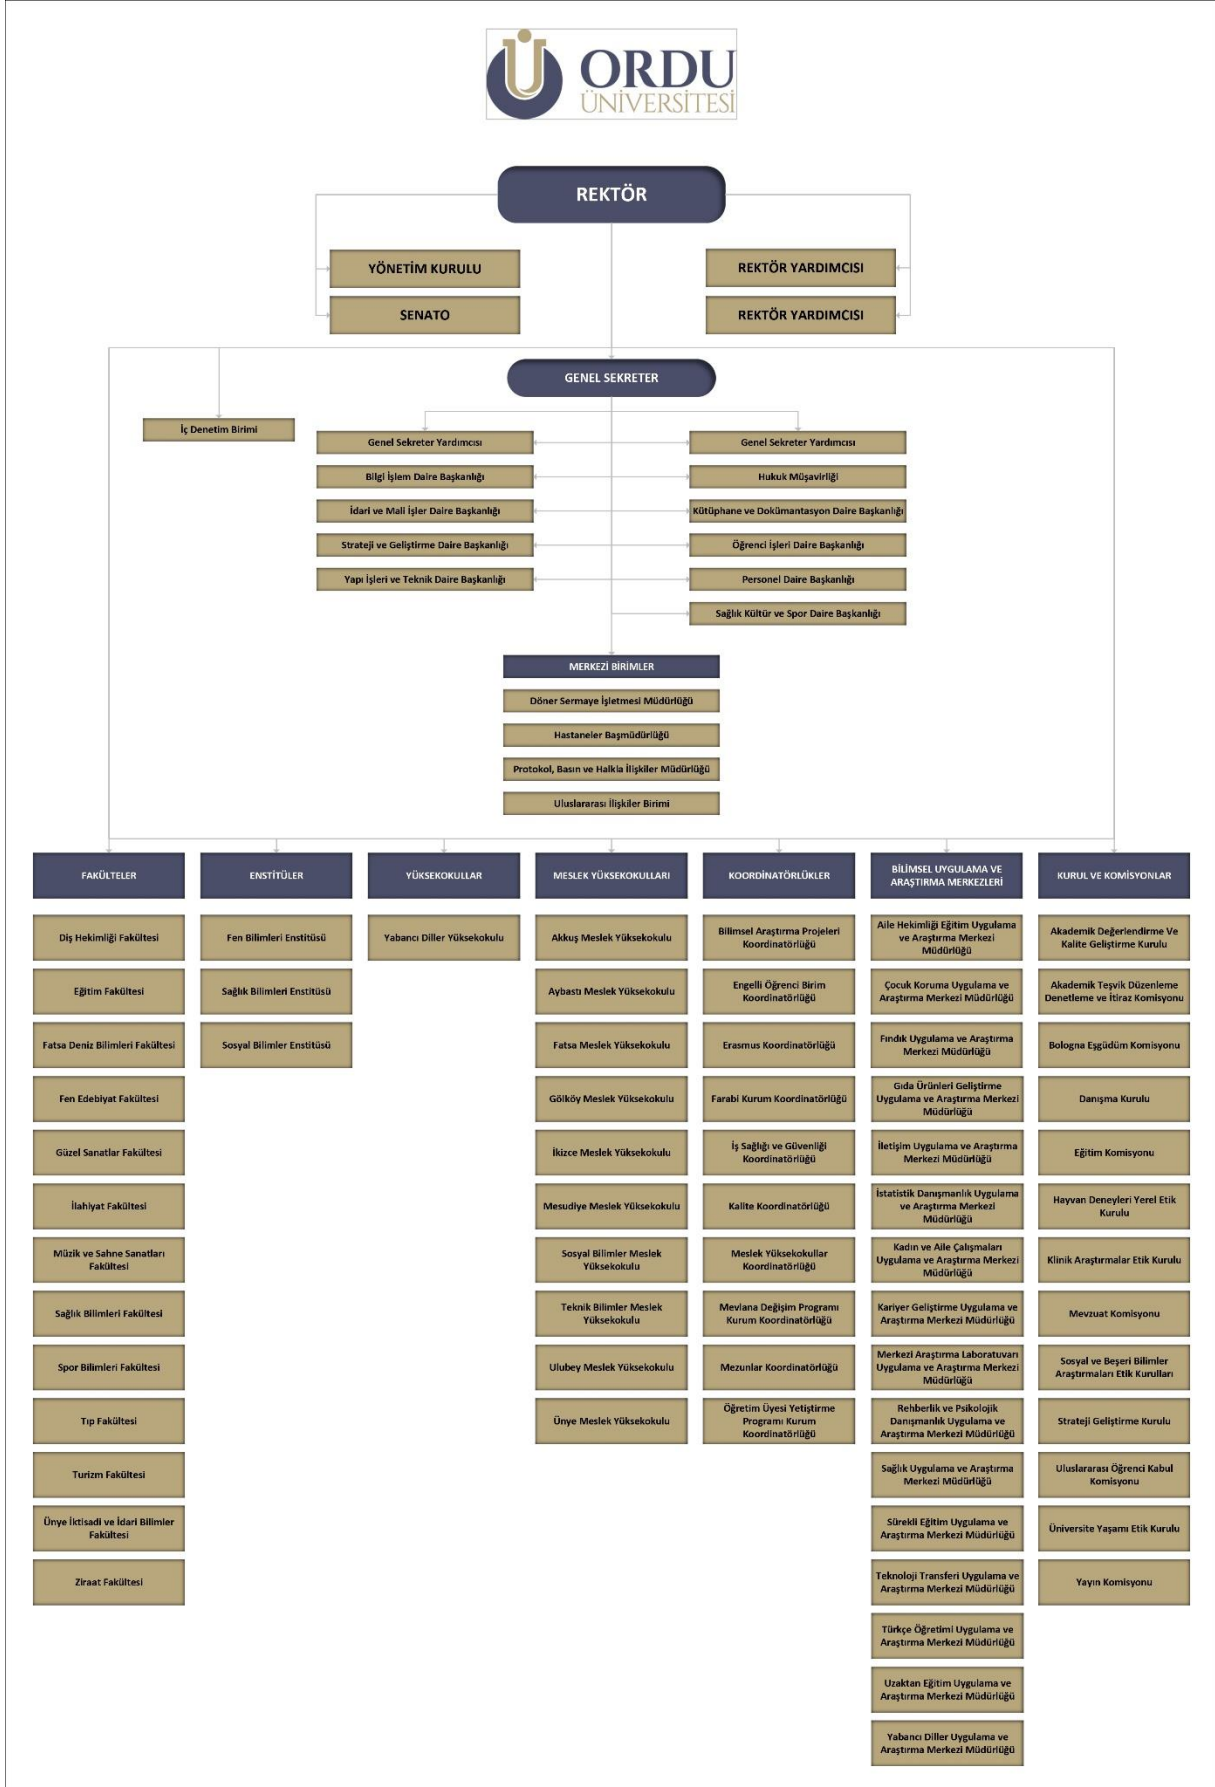 ORDU
ÜNİVERSİTESİ
REKTÖR
YÖNETİM KURULU
REKTÖR YARDIMCISI
SENATO
REKTÖR YARDIMCISI
GENEL SEKRETER
İç Denetim Birimi
Genel Sekreter Yardımcısı
Genel Sekreter Yardımcısı
Bilgi İşlem Daire Başkanlığı
Hukuk Müşavirliği
İdari ve Mali İşler Daire Başkanlığı
Kütüphane ve Dokümantasyon Daire Başkanlığı
Strateji ve Geliştirme Daire Başkanlığı
Öğrenci İşleri Daire Başkanlığı
Yapı İşleri ve Teknik Daire Başkanlığı
Personel Daire Başkanlığı
Sağlık Kültür ve Spor Daire Başkanlığı
MERKEZİ BİRİMLER
Döner Sermaye İşletmesi Müdürlüğü
Hastaneler Başmüdürlüğü
Protokol, Basın ve Halkla İlişkiler Müdürlüğü
Uluslararası İlişkiler Birimi
FAKÜLTELER
Diş Hekimliği Fakültesi
Eğitim Fakültesi
Fatsa Deniz Bilimleri Fakültesi
Fen Edebiyat Fakültesi
Güzel Sanatlar Fakültesi
İlahiyat Fakültesi
Müzik ve Sahne Sanatları
Fakültesi
Sağlık Bilimleri Fakültesi
Spor Bilimleri Fakültesi
Tıp Fakültesi
Turizm Fakültesi
Ünye İktisadi ve İdari Bilimler
Fakültesi
Ziraat Fakültesi
ENSTİTÜLER
Fen Bilimleri Enstitüsü
Sağlık Bilimleri Enstitüsü
Sosyal Bilimler Enstitüsü
YÜKSEKOKULLAR
Yabancı Diller Yüksekokulu
MESLEK YÜKSEKOKULLARI
Akkuş Meslek Yüksekokulu
Aybastı Meslek Yüksekokulu
Fatsa Meslek Yüksekokulu
Gölköy Meslek Yüksekokulu
İkizce Meslek Yüksekokulu
Mesudiye Meslek Yüksekokulu
Sosyal Bilimler Meslek
Yüksekokulu
Teknik Bilimler Meslek
Yüksekokulu
Ulubey Meslek Yüksekokulu
Ünye Meslek Yüksekokulu
KOORDİNATÖRLÜKLER
Bilimsel Araştırma Projeleri
Koordinatörlüğü
Engelli Öğrenci Birim
Koordinatörlüğü
Erasmus Koordinatörlüğü
Farabi Kurum Koordinatörlüğü
İş Sağlığı ve Güvenliği
Koordinatörlüğü
Kalite Koordinatörlüğü
Meslek Yüksekokullar
Koordinatörlüğü
Mevlana Değişim Programı
Kurum Koordinatörlüğü
Mezunlar Koordinatörlüğü
Öğretim Üyesi Yetiştirme
Programı Kurum
Koordinatörlüğü
BİLİMSEL UYGULAMA VE
ARAŞTIRMA MERKEZLERİ
Aile Hekimliği Eğitim Uygulama
ve Araştırma Merkezi
Müdürlüğü
Çocuk Koruma Uygulama ve
Araştırma Merkezi Müdürlüğü
Fındık Uygulama ve Araştırma
Merkezi Müdürlüğü
Gıda Ürünleri Geliştirme
Uygulama ve Araştırma Merkezi
Müdürlüğü
İletişim Uygulama ve Araştırma
Merkezi Müdürlüğü
İstatistik Danışmanlık Uygulama
ve Araştırma Merkezi
Müdürlüğü
Kadın ve Aile Çalışmaları
Uygulama ve Araştırma Merkezi
Müdürlüğü
Kariyer Geliştirme Uygulama ve
Araştırma Merkezi Müdürlüğü
Merkezi Araştırma Laboratuvarı
Uygulama ve Araştırma Merkezi
Müdürlüğü
Rehberlik ve Psikolojik
Danışmanlık Uygulama ve
Araştırma Merkezi Müdürlüğü
Sağlık Uygulama ve Araştırma
Merkezi Müdürlüğü
Sürekli Eğitim Uygulama ve
Araştırma Merkezi Müdürlüğü
Teknoloji Transferi Uygulama ve
Araştırma Merkezi Müdürlüğü
Türkçe Öğretimi Uygulama ve
Araştırma Merkezi Müdürlüğü
Uzaktan Eğitim Uygulama ve
Araştırma Merkezi Müdürlüğü
Yabancı Diller Uygulama ve
Araştırma Merkezi Müdürlüğü
KURUL VE KOMİSYONLAR
Akademik Değerlendirme Ve
Kalite Geliştirme Kurulu
Akademik Teşvik Düzenleme
Denetleme ve İtiraz Komisyonu
Bologna Eşgüdüm Komisyonu
Danışma Kurulu
Eğitim Komisyonu
Hayvan Deneyleri Yerel Etik
Kurulu
Klinik Araştırmalar Etik Kurulu
Mevzuat Komisyonu
Sosyal ve Beşeri Bilimler
Araştırmaları Etik Kurulları
Strateji Geliştirme Kurulu
Uluslararası Öğrenci Kabul
Komisyonu
Üniversite Yaşamı Etik Kurulu
Yayın Komisyonu